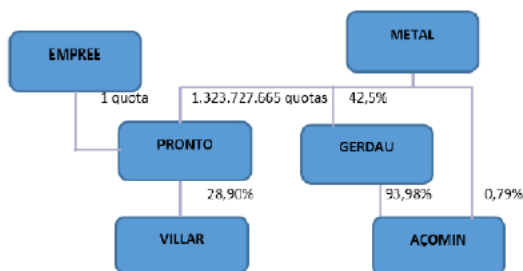 METAL
EMPREE
1 quota
1.323.727.665 quotas
42,5%
PRONTO
GERDAU
28,90%
93,98%
0,79%
VILLAR
AÇOMIN